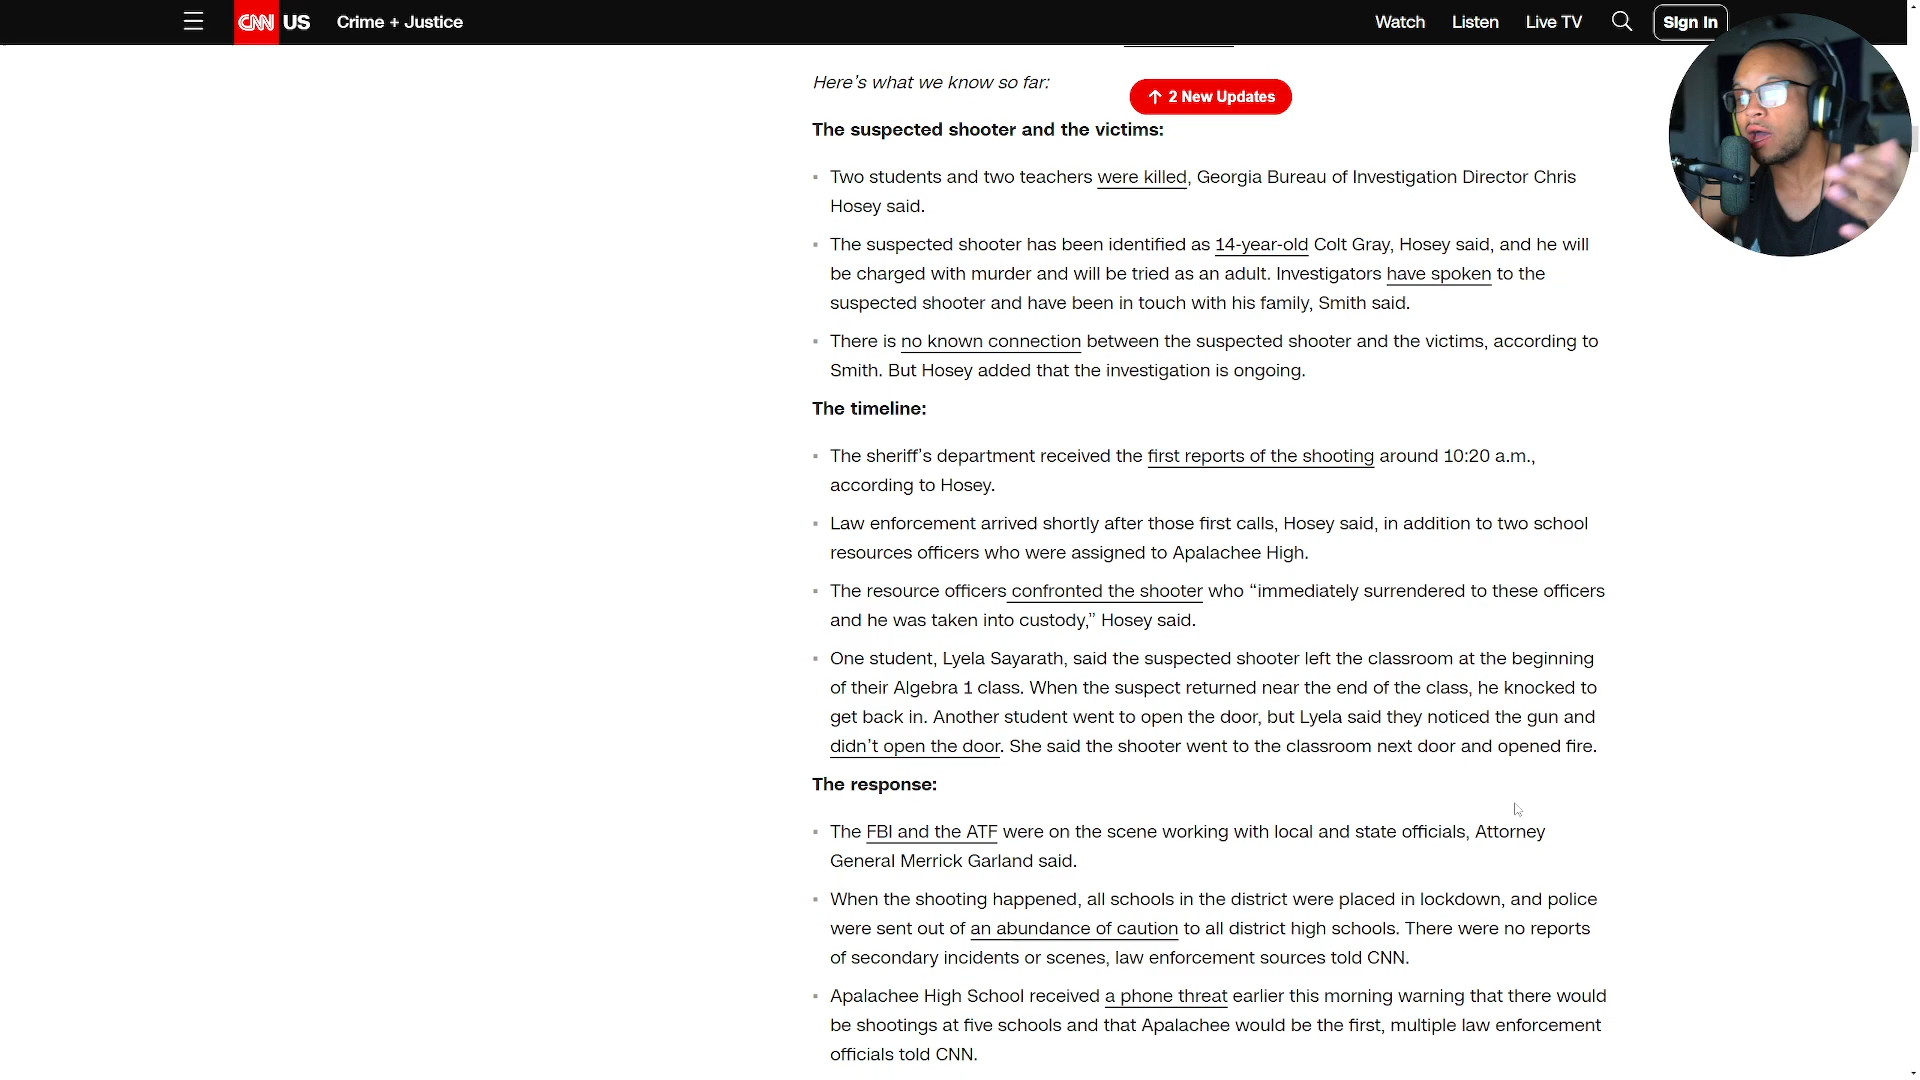 CNN US Crime + Justice Watch Listen Live TV Sign In
Here's what we know so far:
↑ 2 New Updates
The suspected shooter and the victims:
▪ Two students and two teachers were killed, Georgia Bureau of Investigation Director Chris
Hosey said.
▪ The suspected shooter has been identified as 14-year-old Colt Gray, Hosey said, and he will
be charged with murder and will be tried as an adult. Investigators have spoken to the
suspected shooter and have been in touch with his family, Smith said.
▪ There is no known connection between the suspected shooter and the victims, according to
Smith. But Hosey added that the investigation is ongoing.
The timeline:
▪ The sheriff's department received the first reports of the shooting around 10:20 a.m.,
according to Hosey.
▪ Law enforcement arrived shortly after those first calls, Hosey said, in addition to two school
resources officers who were assigned to Apalachee High.
▪ The resource officers confronted the shooter who “immediately surrendered to these officers
and he was taken into custody,” Hosey said.
▪ One student, Lyela Sayarath, said the suspected shooter left the classroom at the beginning
of their Algebra 1 class. When the suspect returned near the end of the class, he knocked to
get back in. Another student went to open the door, but Lyela said they noticed the gun and
didn't open the door. She said the shooter went to the classroom next door and opened fire.
The response:
▪ The FBI and the ATF were on the scene working with local and state officials, Attorney
General Merrick Garland said.
▪ When the shooting happened, all schools in the district were placed in lockdown, and police
were sent out of an abundance of caution to all district high schools. There were no reports
of secondary incidents or scenes, law enforcement sources told CNN.
▪ Apalachee High School received a phone threat earlier this morning warning that there would
be shootings at five schools and that Apalachee would be the first, multiple law enforcement
officials told CNN.